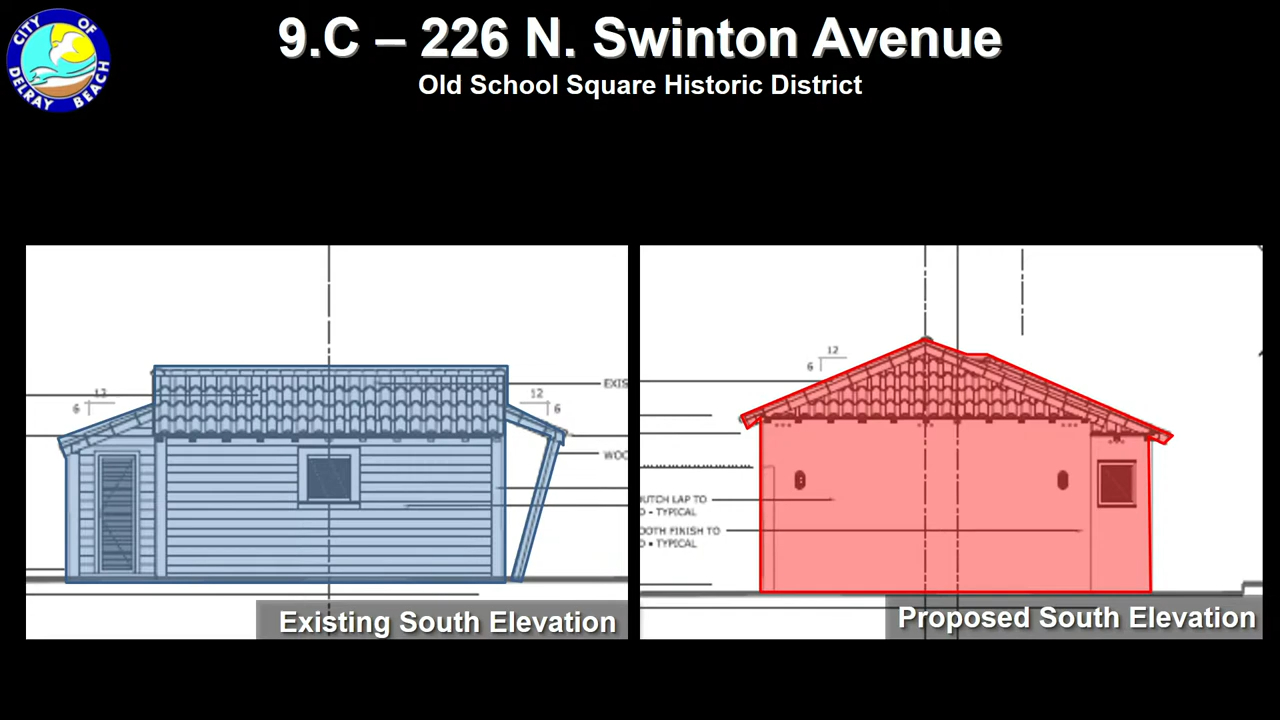 CITY OF
DELRAY BEACH
9.C – 226 N. Swinton Avenue
Old School Square Historic District
12
6
12
6
EXIS
WOO
Existing South Elevation
12
6
DUTCH LAP TO
D - TYPICAL
OOTH FINISH TO
D • TYPICAL
Proposed South Elevation